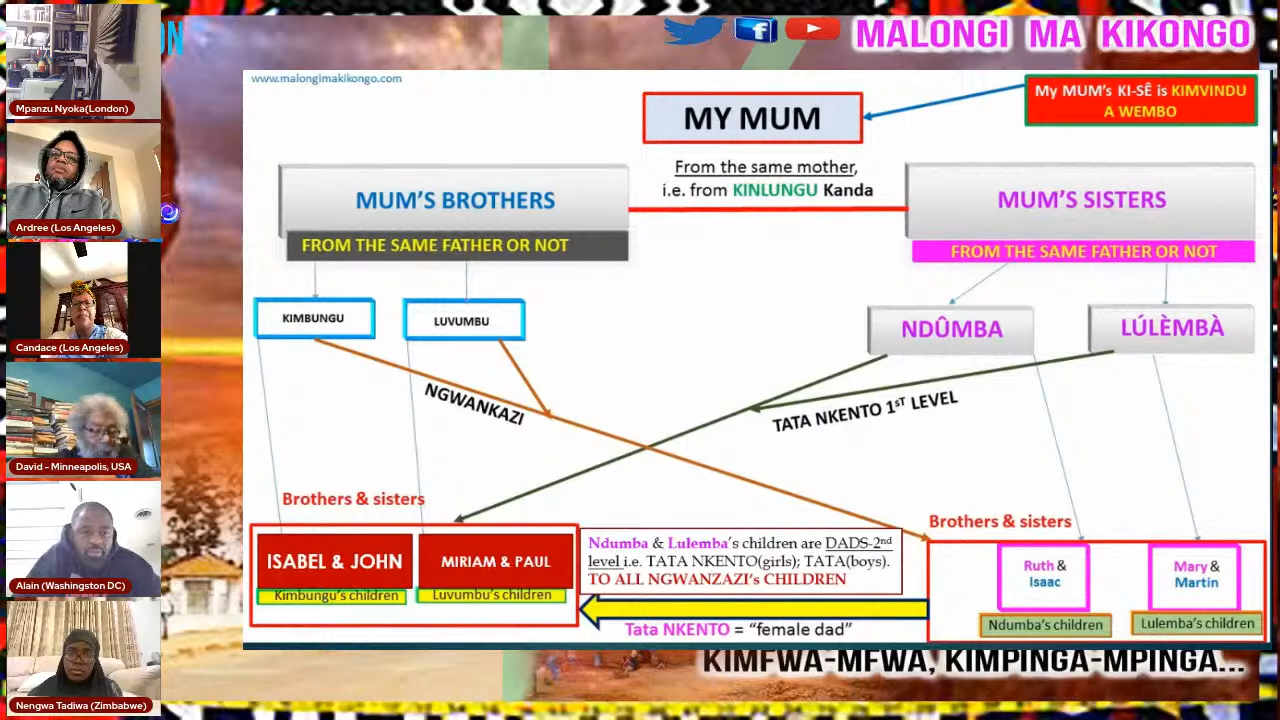 MALONGI MA KIKONGO
ON
Mpanzu Nyoka(London)
Ardree (Los Angeles)
Candace (Los Angeles)
David - Minneapolis, USA
Alain (Washingston DC)
Nengwa Tadiwa (Zimbabwe)
www.malongimakikongo.com
MY MUM
My MUM's KI-SÊ is KIMVINDU
A WEMBO
From the same mother,
i.e. from KINLUNGU Kanda
MUM'S BROTHERS
FROM THE SAME FATHER OR NOT
MUM'S SISTERS
FROM THE SAME FATHER OR NOT
KIMBUNGU
LUVUMBU
NDÛMBA
LÚLÈMBÀ
NGWANKAZI
TATA NKENTO 1ST LEVEL
Brothers & sisters
Brothers & sisters
ISABEL & JOHN
Kimbungu's children
MIRIAM & PAUL
Luvumbu's children
Ndumba & Lulemba's children are DADS-2nd
level i.e. TATA NKENTO(girls); TATA(boys).
TO ALL NGWANZAZI's CHILDREN
Tata NKENTO = "female dad"
Ruth &
Isaac
Ndumba's children
Mary &
Martin
Lulemba's children
KIMFWA-MFWA, KIMPINGA-MPINGA...